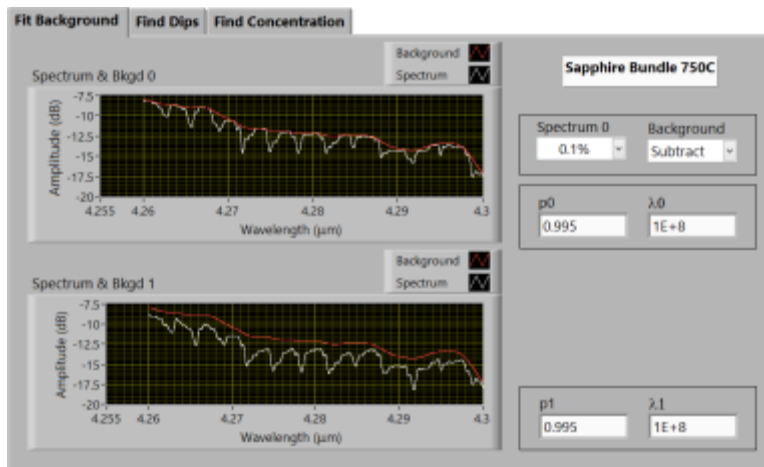 Fit Background Find Dips Find Concentration
Background
Spectrum & Bkgd 0 Spectrum
Sapphire Bundle 750C
Amplitude (dB)
-7.5
-10
-12.5
-15
-17.5
-20
4.255 4.26 4.27 4.28 4.29 4.3
Wavelength (μm)
Spectrum 0 Background
0.1% Subtract
p0 λ0
0.995 1E+8
Background
Spectrum & Bkgd 1 Spectrum
Amplitude (dB)
-7.5
-10
-12.5
-15
-17.5
-20
4.255 4.26 4.27 4.28 4.29 4.3
Wavelength (μm)
p1 λ1
0.995 1E+8